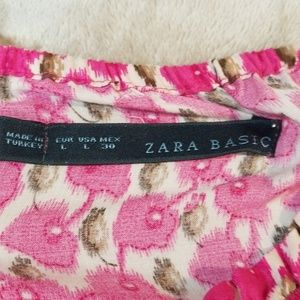 MADE IN EUR USA MEX
TURKEY L L 30 ZARA BASIC